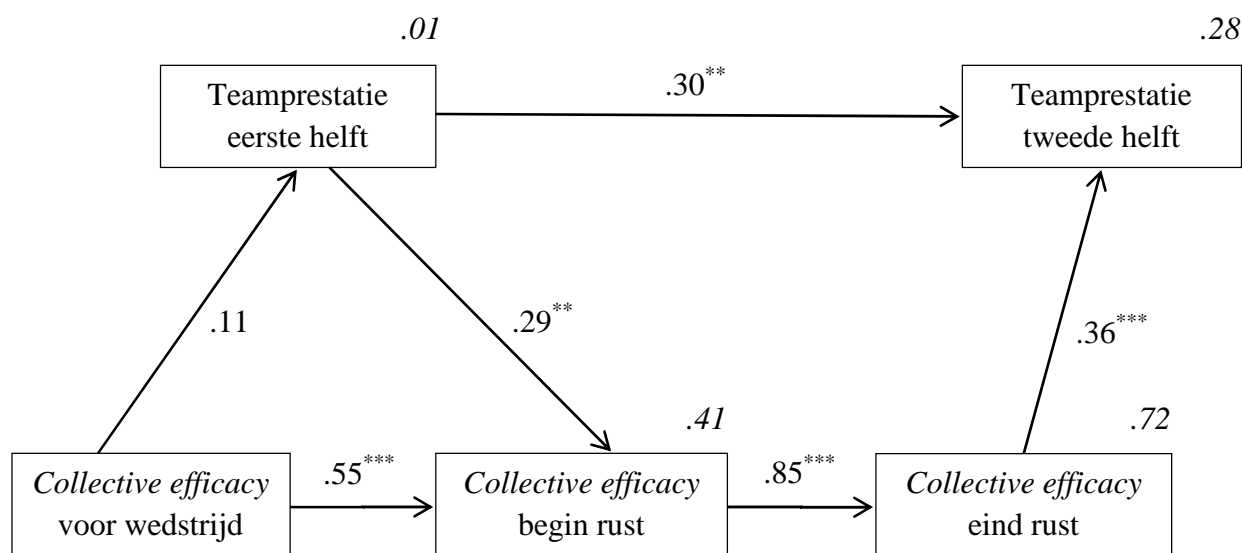 .01
.28
Teamprestatie
eerste helft
.30**
Teamprestatie
tweede helft
.11
.29**
.36***
.41
.72
Collective efficacy
voor wedstrijd
.55***
Collective efficacy
begin rust
.85***
Collective efficacy
eind rust